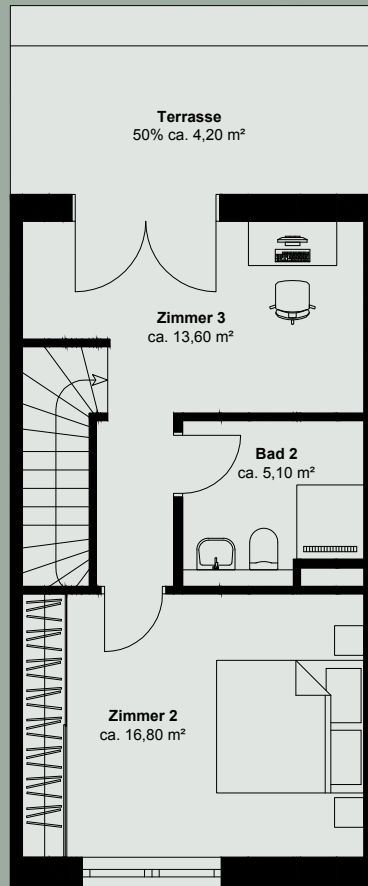 Terrasse
50% ca. 4,20 m²
Zimmer 3
ca. 13,60 m²
Bad 2
ca. 5,10 m²
Zimmer 2
ca. 16,80 m²